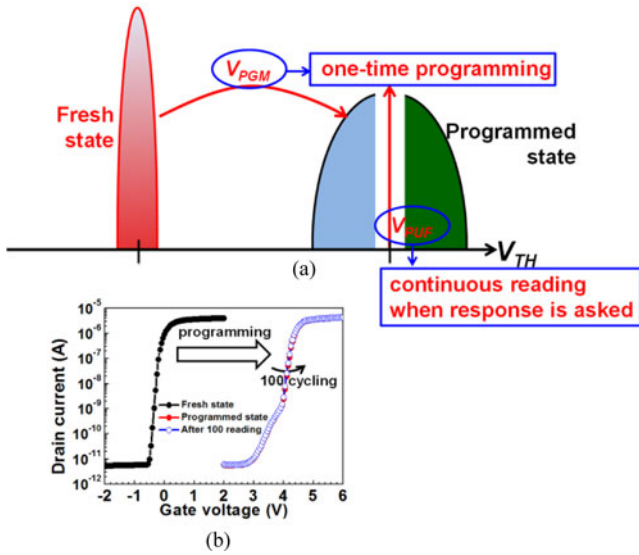 V_PGM
one-time programming
Fresh
state
Programmed
state
V_PUF
V_TH
(a)
continuous reading
when response is asked
10^-5
10^-6
10^-7
10^-8
10^-9
10^-10
10^-11
10^-12
Drain current (A)
programming
100 cycling
Fresh state
Programmed state
After 100 reading
-2 -1 0 1 2 3 4 5 6
Gate voltage (V)
(b)